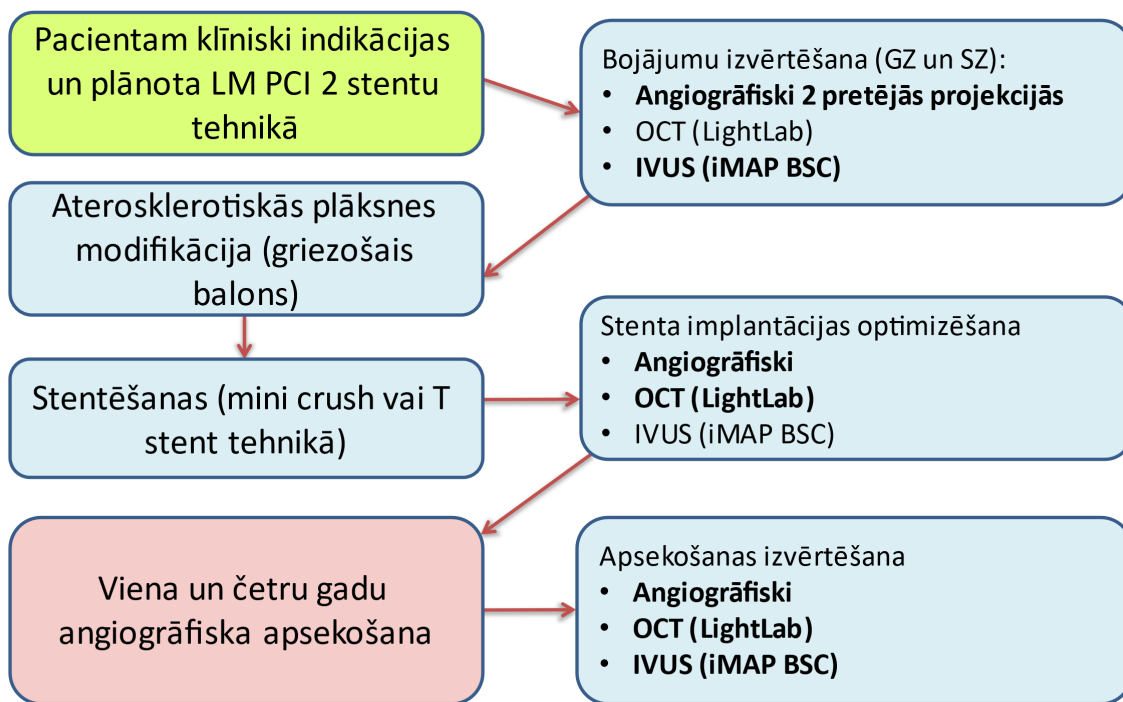 Pacientam klīniski indikācijas
un plānota LM PCI 2 stentu
tehnikā
Bojājumu izvērtēšana (GZ un SZ):
• Angiogrāfiski 2 pretējās projekcijās
• OCT (LightLab)
• IVUS (iMAP BSC)
Aterosklerotiskās plāksnes
modifikācija (griezošais
balons)
Stentēšanas (mini crush vai T
stent tehnikā)
Stenta implantācijas optimizēšana
• Angiogrāfiski
• OCT (LightLab)
• IVUS (iMAP BSC)
Viena un četru gadu
angiogrāfiska apsekošana
Apsekošanas izvērtēšana
• Angiogrāfiski
• OCT (LightLab)
• IVUS (iMAP BSC)